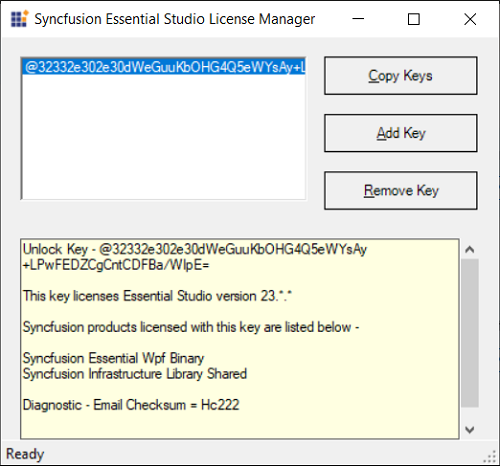 Syncfusion Essential Studio License Manager
@32332e302e30dWeGuuKbOHG4Q5eWYsAy+L
Copy Keys
Add Key
Remove Key
Unlock Key - @32332e302e30dWeGuuKbOHG4Q5eWYsAy
+LPwFEDZCgCntCDFBa/WIpE=
This key licenses Essential Studio version 23.*.*
Syncfusion products licensed with this key are listed below -
Syncfusion Essential Wpf Binary
Syncfusion Infrastructure Library Shared
Diagnostic - Email Checksum = Hc222
Ready